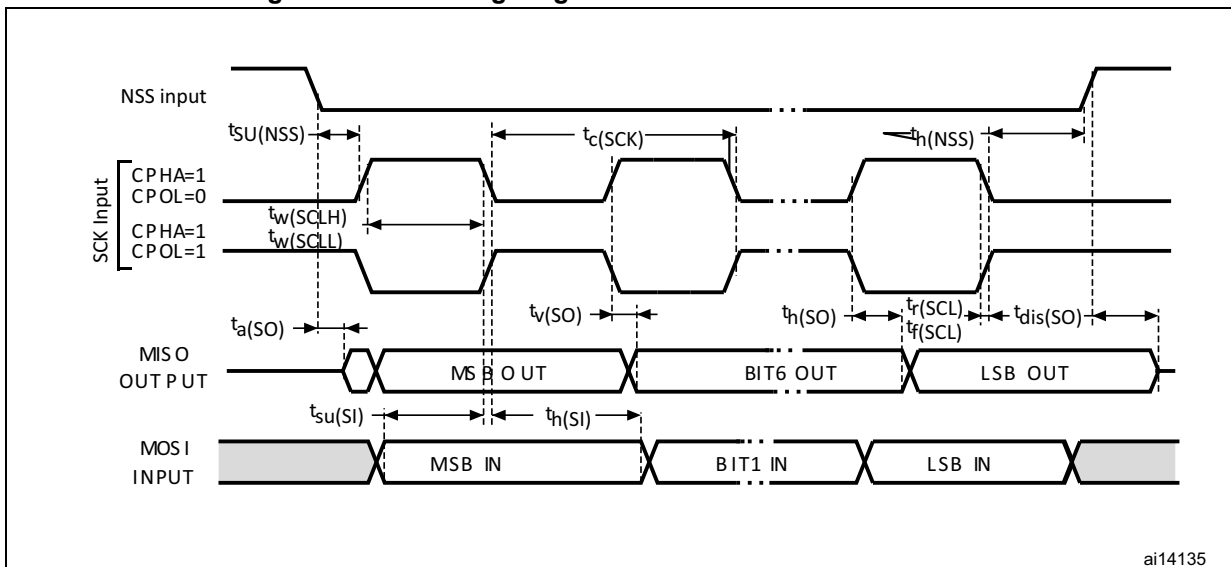 NSS input
tSU(NSS)
tc(SCK)
th(NSS)
SCK Input
CPHA=1
CPOL=0
tw(SCLH)
tw(SCLL)
CPHA=1
CPOL=1
ta(SO)
tv(SO)
th(SO)
tr(SCL)
tf(SCL)
tdis(SO)
MISO
OUTPUT
MSB OUT
BIT6 OUT
LSB OUT
tsu(SI)
th(SI)
MOSI
INPUT
MSB IN
BIT1 IN
LSB IN
ai14135